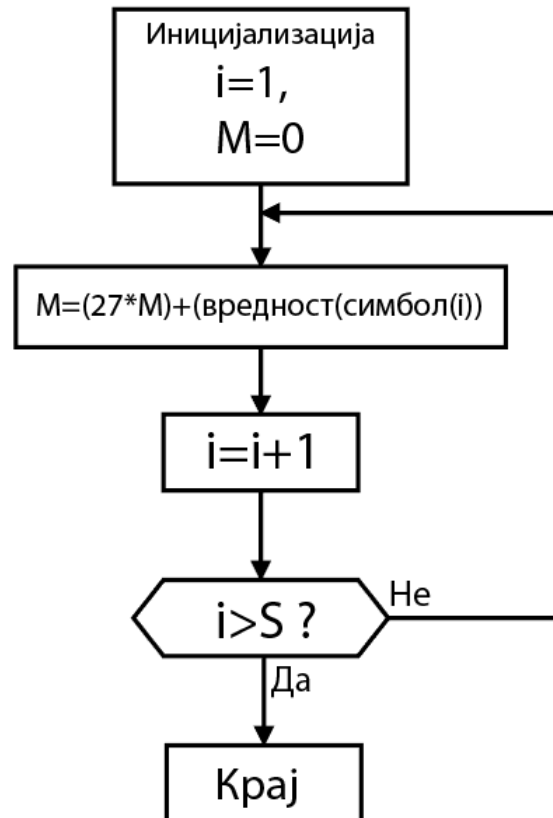 Иницијализација
i=1,
M=0
M=(27*M)+(вредност(симбол(i))
i=i+1
i>S ?
Не
Да
Крај